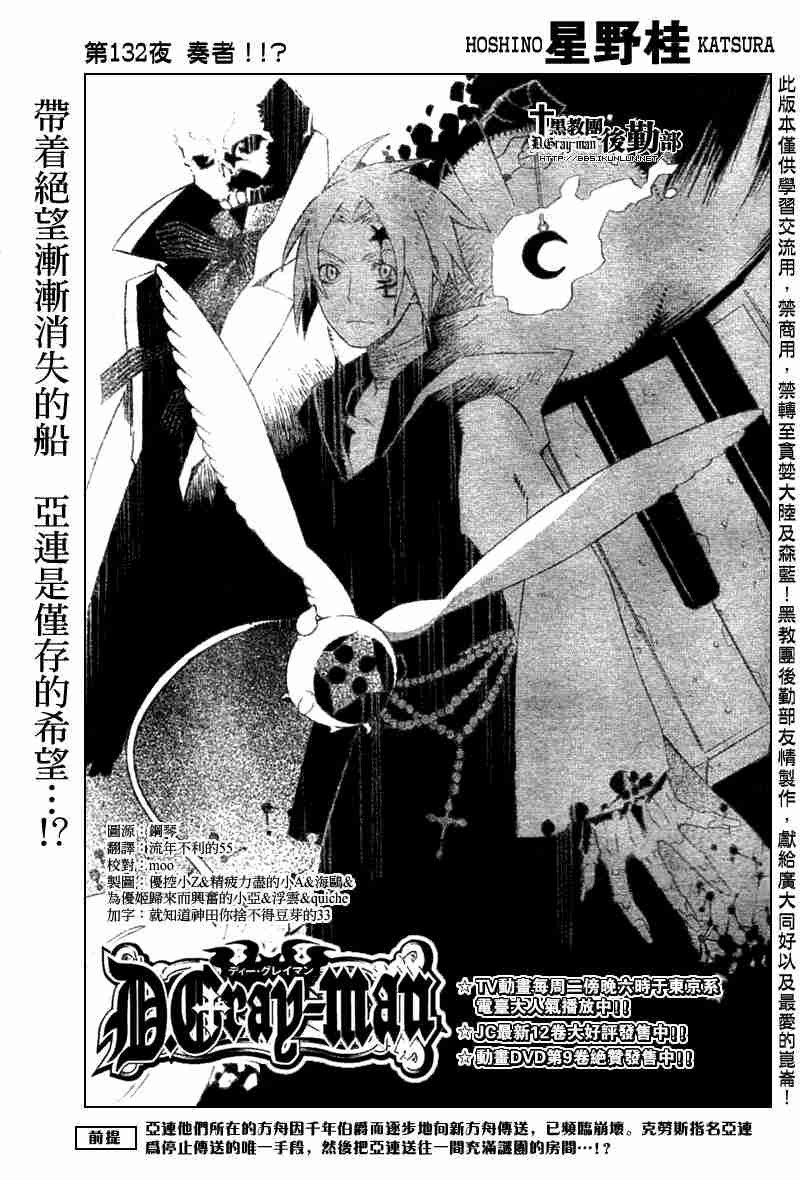 第132夜 奏者!!?
HOSHINO 星野桂 KATSURA
帶着絕望漸漸消失的船 亞連是僅存的希望…!?
黑教團
D.Gray-man 後勤部
HTTP://BBS.IKUNLUN.NET
此版本僅供學習交流用，禁商用，禁轉至貪婪大陸及森藍！黑教團後勤部友情製作，獻給廣大同好以及最愛的崑崙！
圖源：鋼琴
翻譯：流年不利的55
校對：moo
製圖：優控小Z&精疲力盡的小A&海鷗&
為優姬歸來而興奮的小亞&浮雲&quiche
加字：就知道神田你捨不得豆芽的33
ディー・グレイマン
D.Gray-man
☆TV動畫每周二傍晚六時于東京系
電臺大人氣播放中!!
☆JC最新12卷大好評發售中!!
☆動畫DVD第9卷絕贊發售中!!
前提
亞連他們所在的方舟因千年伯爵而逐步地向新方舟傳送，已頻臨崩壞。克勞斯指名亞連
爲停止傳送的唯一手段，然後把亞連送往一間充滿謎團的房間…!?